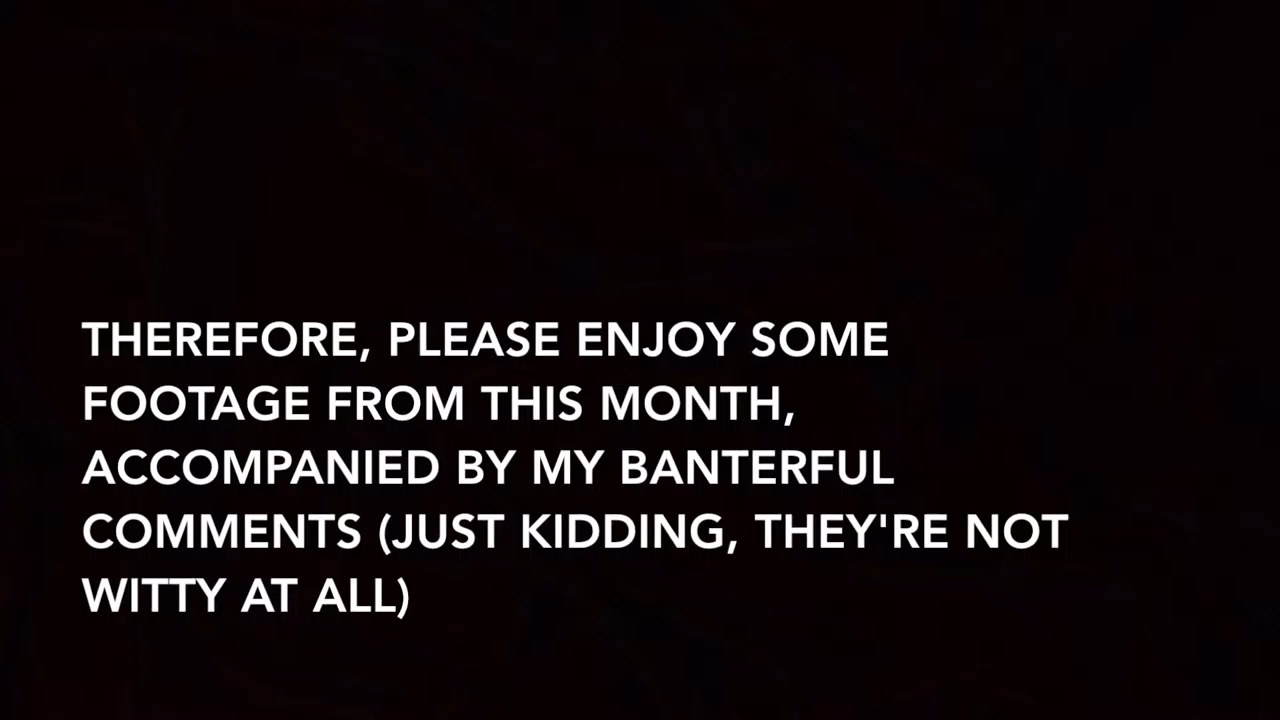 THEREFORE, PLEASE ENJOY SOME
FOOTAGE FROM THIS MONTH,
ACCOMPANIED BY MY BANTERFUL
COMMENTS (JUST KIDDING, THEY'RE NOT
WITTY AT ALL)